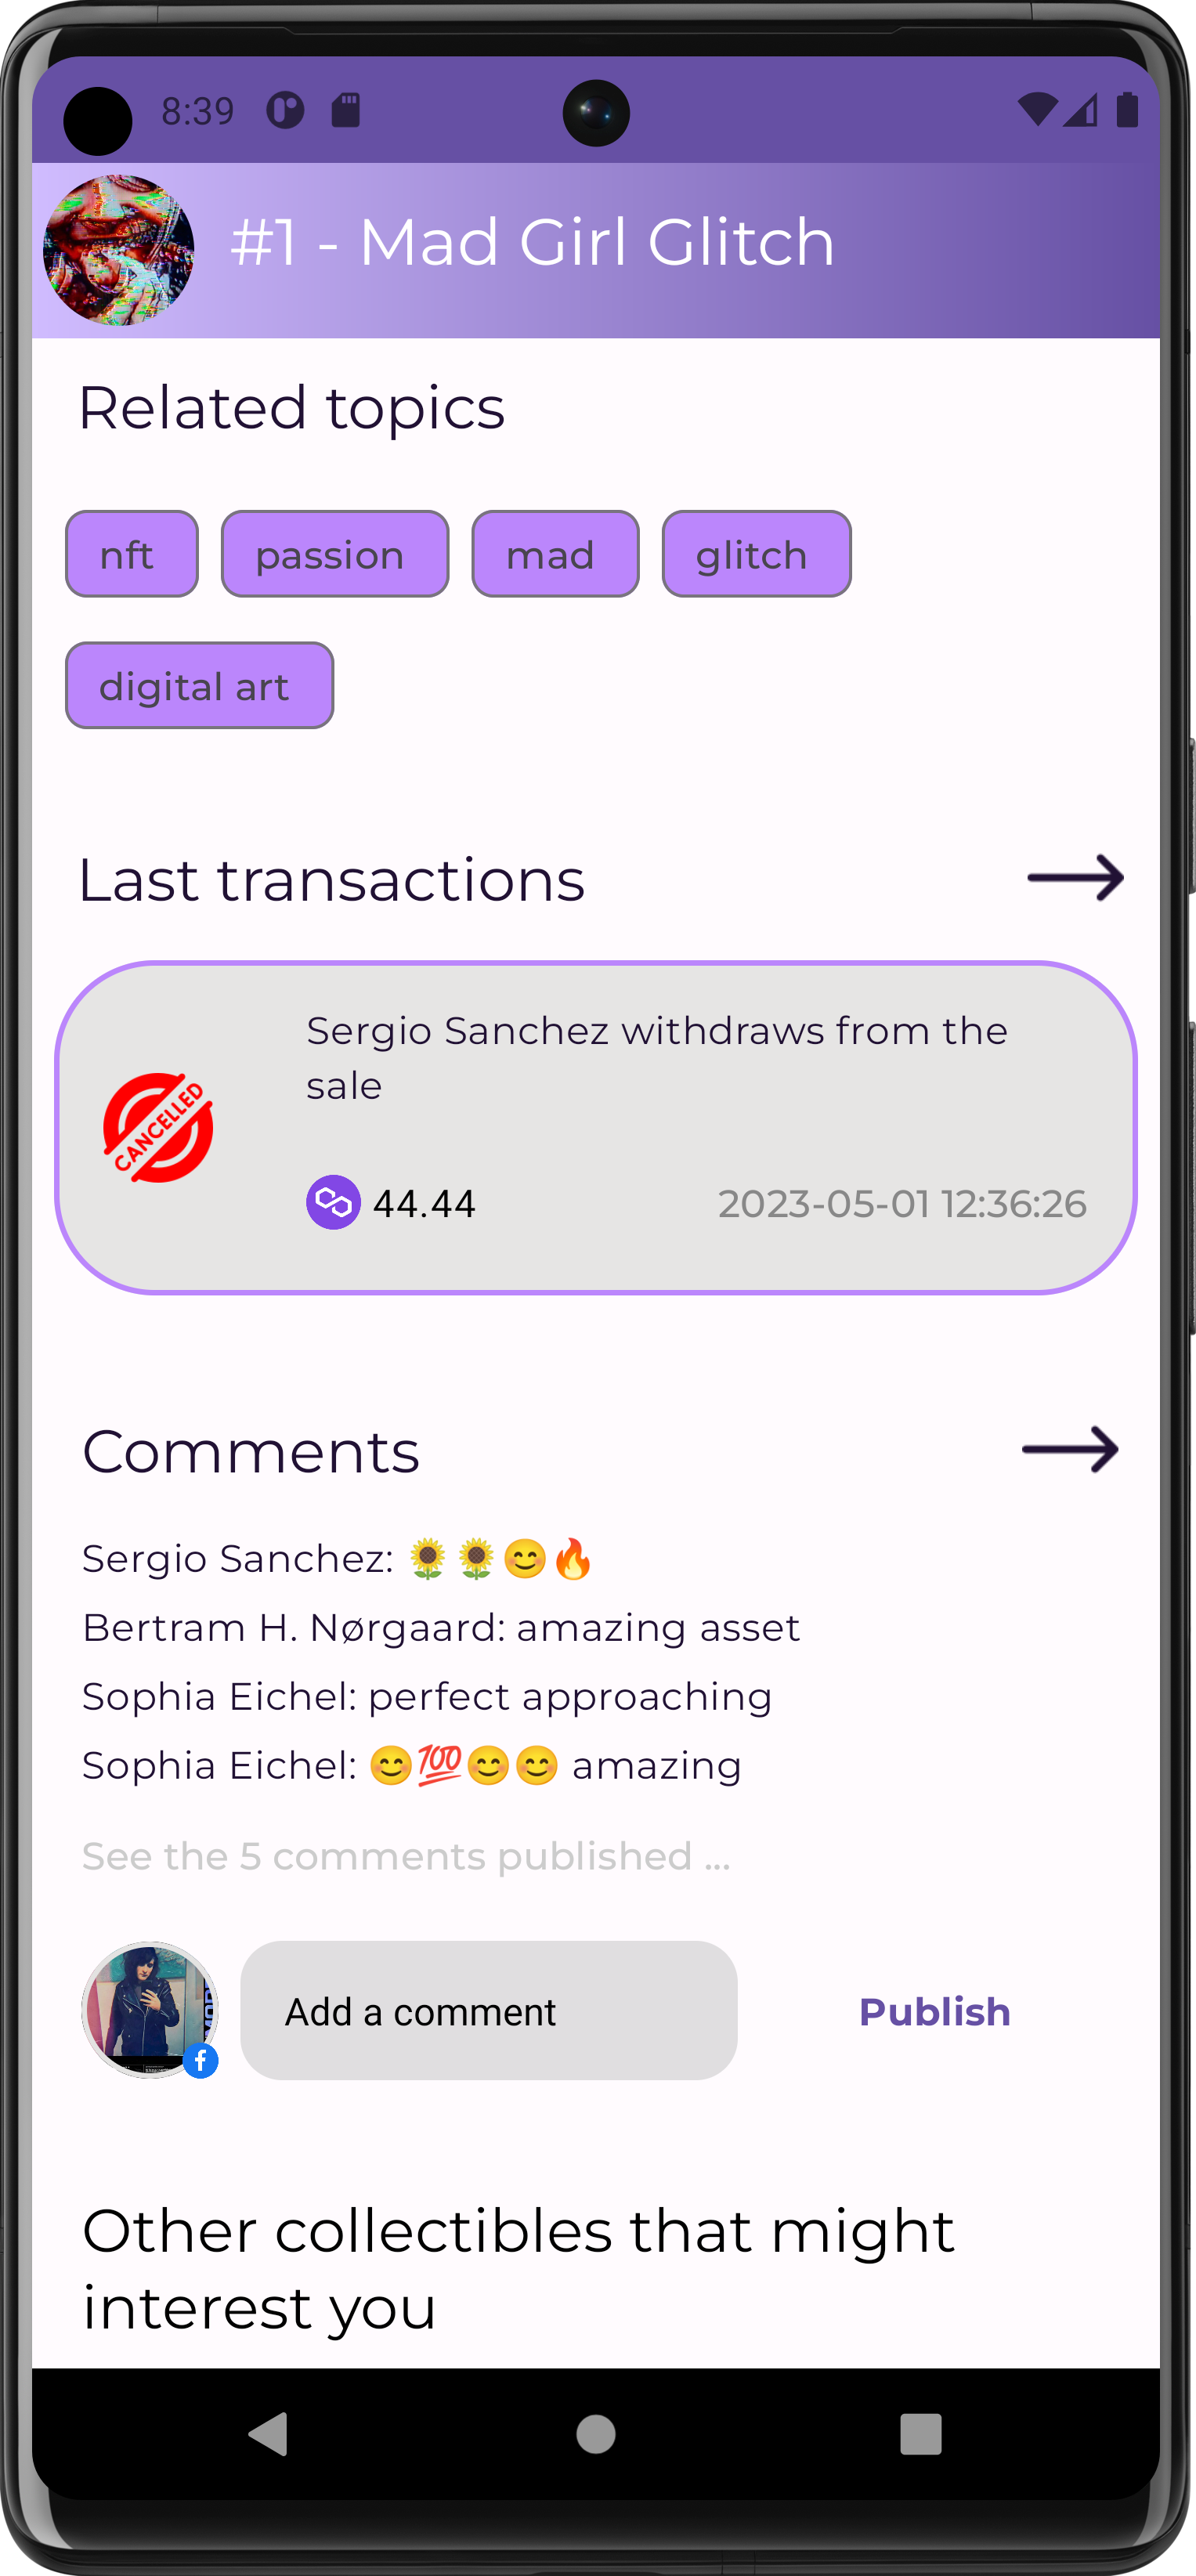 8:39
#1 - Mad Girl Glitch
Related topics
nft
passion
mad
glitch
digital art
Last transactions
Sergio Sanchez withdraws from the
sale
CANCELLED
44.44
2023-05-01 12:36:26
Comments
Sergio Sanchez: 🌻🌻😊🔥
Bertram H. Nørgaard: amazing asset
Sophia Eichel: perfect approaching
Sophia Eichel: 😊💯😊😊 amazing
See the 5 comments published ...
Add a comment
Publish
Other collectibles that might
interest you